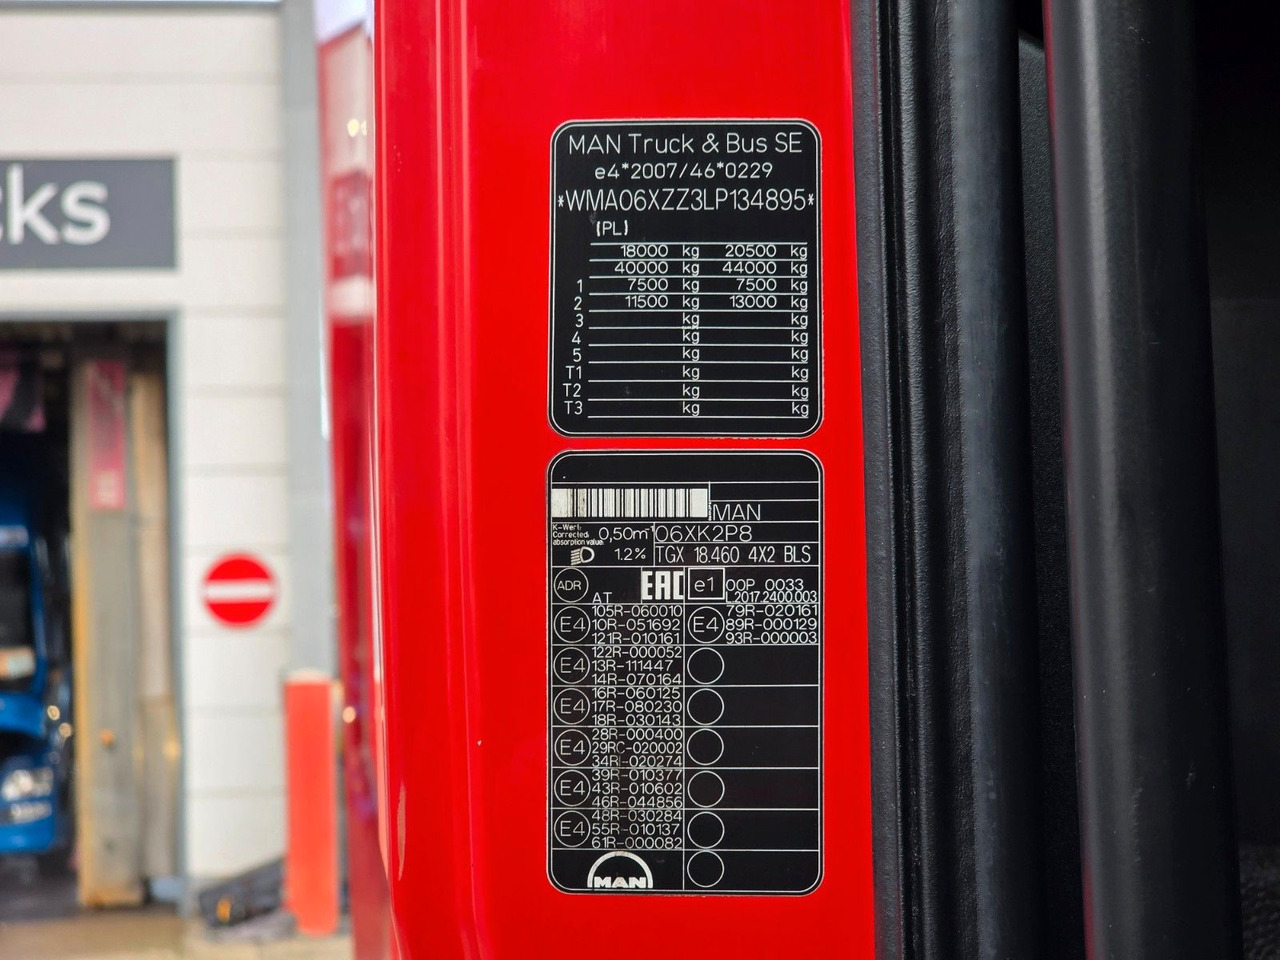 cks
MAN Truck & Bus SE
e4*2007/46*0229
*WMA06XZZ3LP134895*
(PL)
18000 kg 20500 kg
40000 kg 44000 kg
1 7500 kg 7500 kg
2 11500 kg 13000 kg
3 kg kg
4 kg kg
5 kg kg
T1 kg kg
T2 kg kg
T3 kg kg
MAN
K-Wert: Corrected absorption value: 0,50m⁻¹ 06XK2P8
1.2% TGX 18.460 4X2 BLS
ADR AT EAC e1 00P 0033
L.2017.2400.003
E4 105R-060010 E4 79R-020161
10R-051692 89R-000129
121R-010161 93R-000003
E4 122R-000052
13R-111447
14R-070164
E4 16R-060125
17R-080230
18R-030143
E4 28R-000400
29RC-020002
34RI-020274
E4 39R-010377
43R-010602
46R-044856
E4 48R-030284
55R-010137
61R-000082
MAN